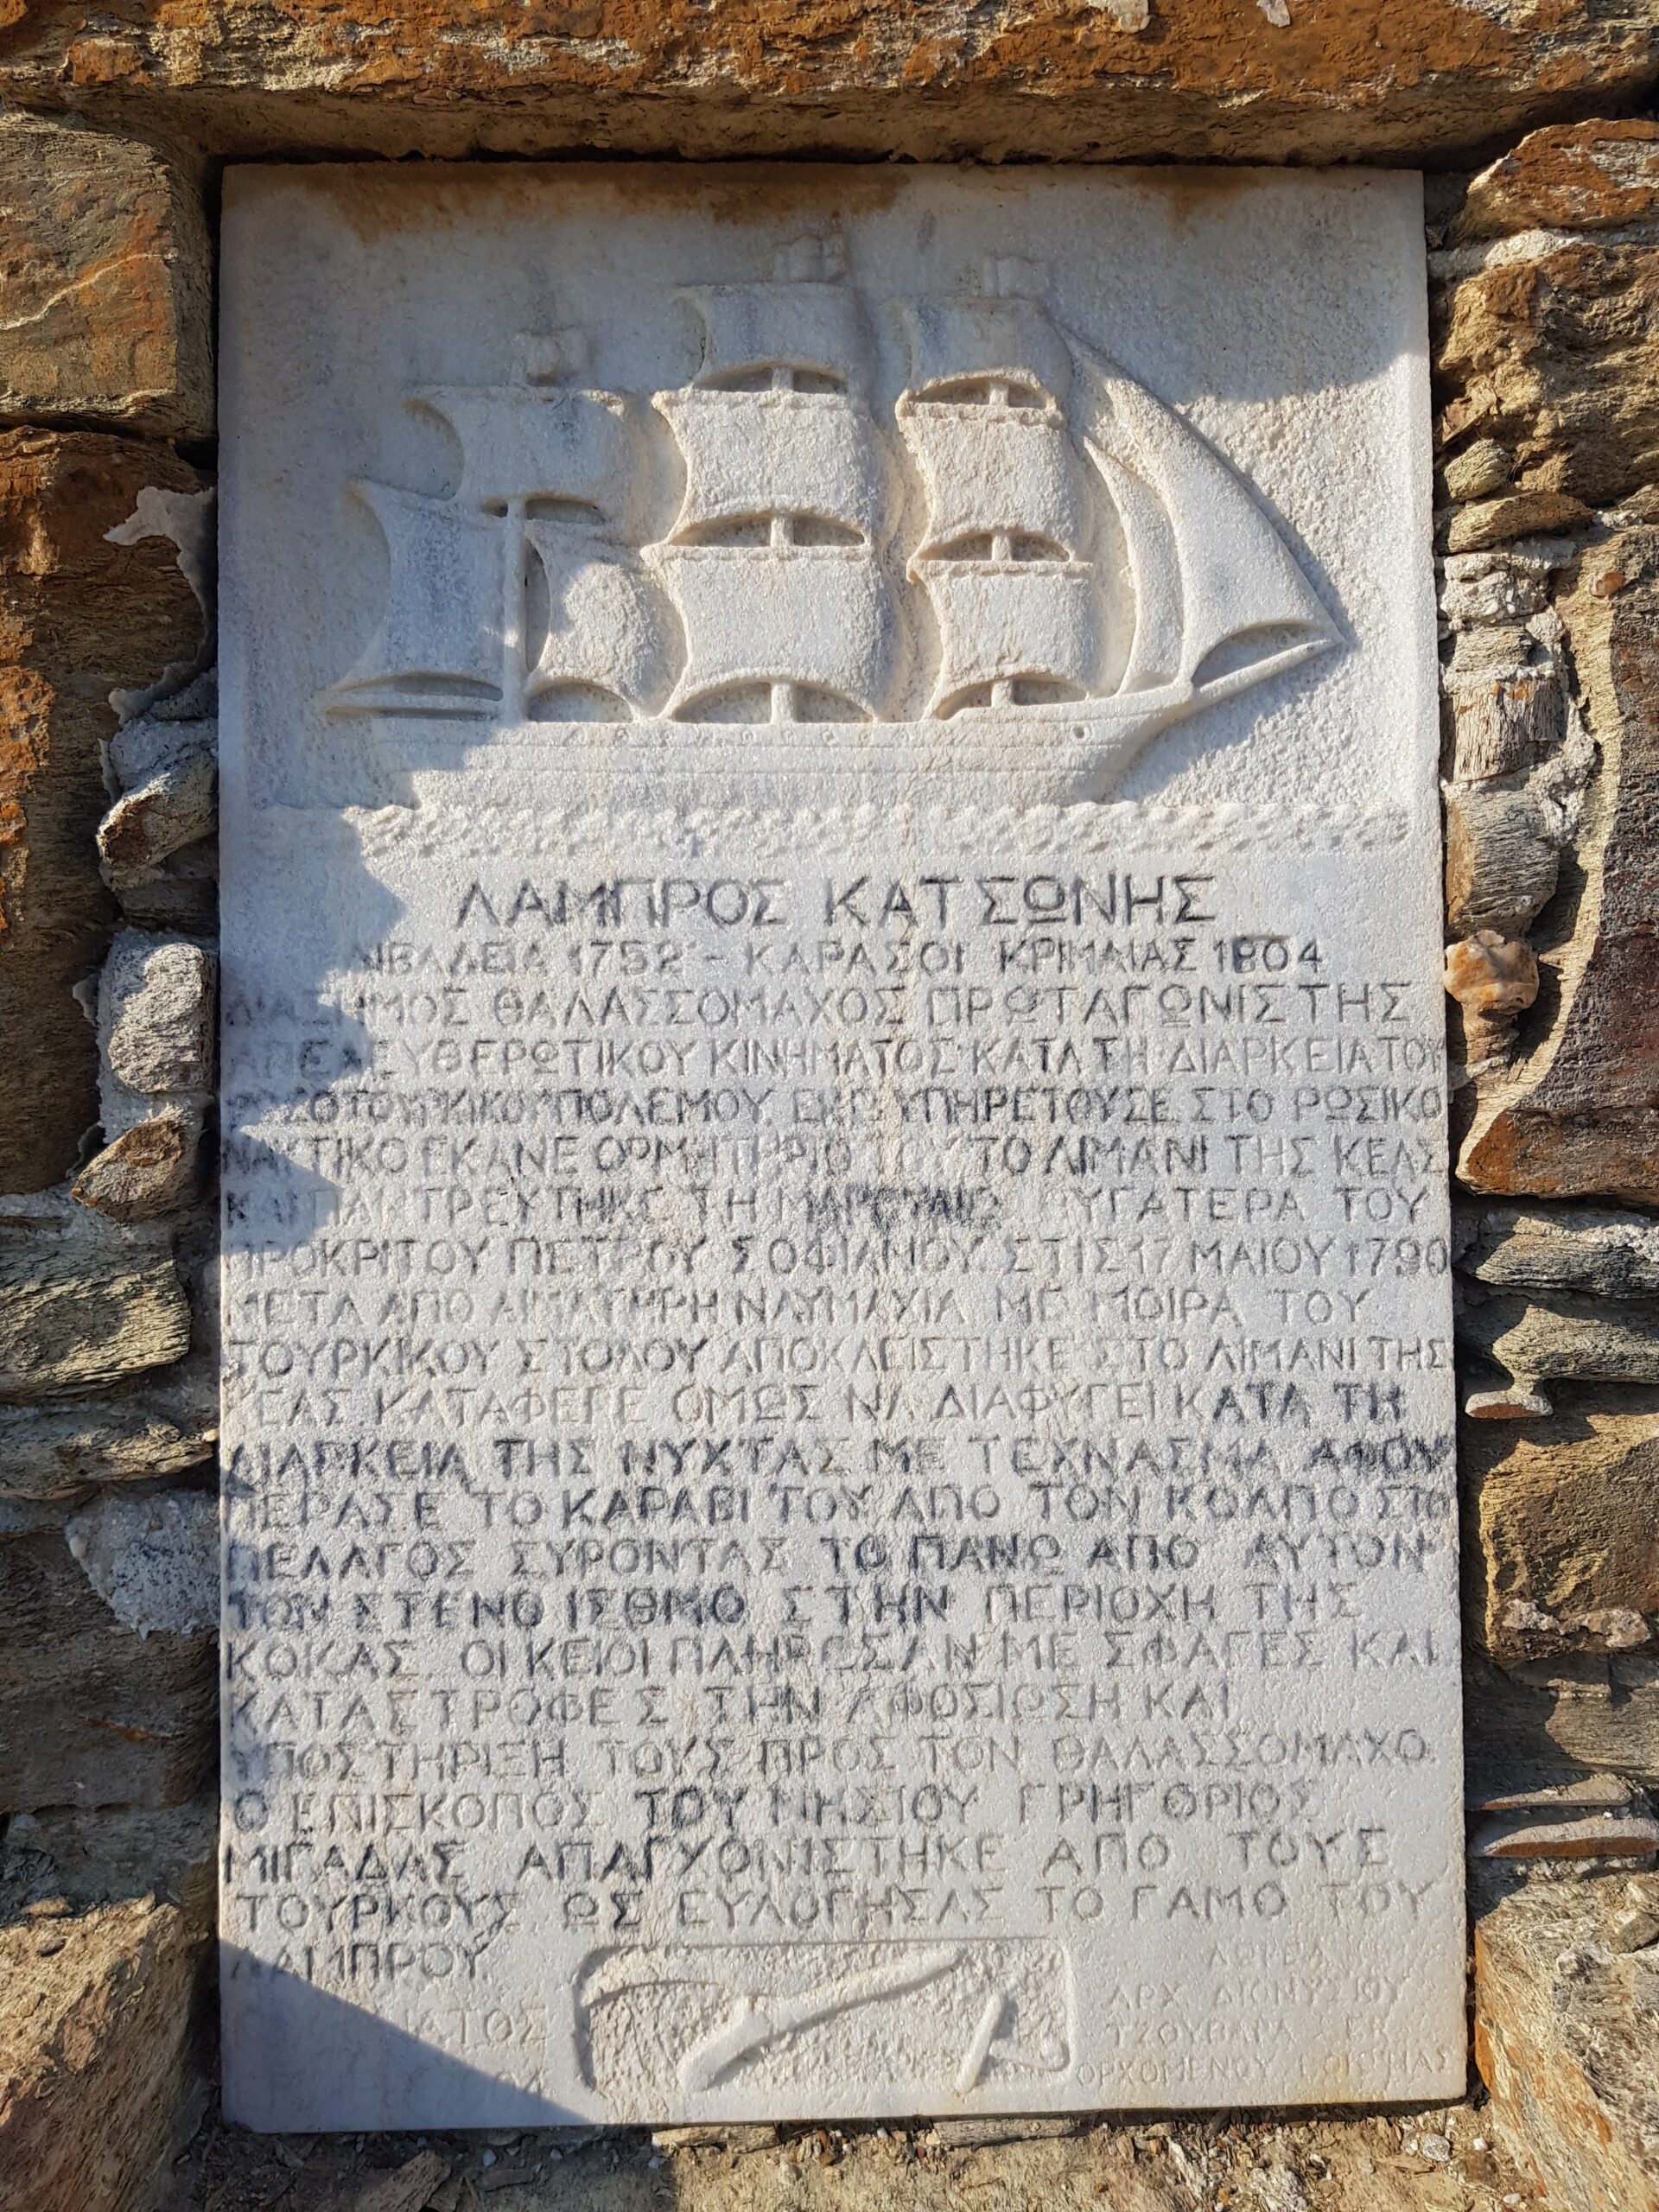 ΛΑΜΠΡΟΣ ΚΑΤΣΩΝΗΣ
ΛΙΒΑΔΕΙΑ 1752 - ΚΑΡΑΣΟΙ ΚΡΙΜΑΙΑΣ 1804
ΔΙΑΣΗΜΟΣ ΘΑΛΑΣΣΟΜΑΧΟΣ ΠΡΩΤΑΓΩΝΙΣΤΗΣ
ΑΠΕΛΕΥΘΕΡΩΤΙΚΟΥ ΚΙΝΗΜΑΤΟΣ ΚΑΤΑ ΤΗ ΔΙΑΡΚΕΙΑ ΤΟΥ
ΡΩΣΟΤΟΥΡΚΙΚΟΥ ΠΟΛΕΜΟΥ. ΕΝΩ ΥΠΗΡΕΤΟΥΣΕ ΣΤΟ ΡΩΣΙΚΟ
ΝΑΥΤΙΚΟ ΕΚΑΝΕ ΟΡΜΗΤΗΡΙΟ ΤΟΥ ΤΟ ΛΙΜΑΝΙ ΤΗΣ ΚΕΑΣ
ΚΑΙ ΠΑΝΤΡΕΥΤΗΚΕ ΤΗ ΘΥΓΑΤΕΡΑ ΤΟΥ
ΠΡΟΚΡΙΤΟΥ ΠΕΤΡΟΥ ΣΟΦΙΑΝΟΥ. ΣΤΙΣ 17 ΜΑΙΟΥ 1790
ΜΕΤΑ ΑΠΟ ΑΙΜΑΤΗΡΗ ΝΑΥΜΑΧΙΑ ΜΕ ΜΟΙΡΑ ΤΟΥ
ΤΟΥΡΚΙΚΟΥ ΣΤΟΛΟΥ ΑΠΟΚΛΕΙΣΤΗΚΕ ΣΤΟ ΛΙΜΑΝΙ ΤΗΣ
ΚΕΑΣ. ΚΑΤΑΦΕΡΕ ΟΜΩΣ ΝΑ ΔΙΑΦΥΓΕΙ ΚΑΤΑ ΤΗ
ΔΙΑΡΚΕΙΑ ΤΗΣ ΝΥΧΤΑΣ ΜΕ ΤΕΧΝΑΣΜΑ ΑΦΟΥ
ΠΕΡΑΣΕ ΤΟ ΚΑΡΑΒΙ ΤΟΥ ΑΠΟ ΤΟΝ ΚΟΛΠΟ ΣΤΟ
ΠΕΛΑΓΟΣ ΣΥΡΟΝΤΑΣ ΤΟ ΠΑΝΩ ΑΠΟ ΑΥΤΟΝ
ΤΟΝ ΣΤΕΝΟ ΙΣΘΜΟ ΣΤΗΝ ΠΕΡΙΟΧΗ ΤΗΣ
ΚΟΚΑΣ. ΟΙ ΚΕΙΟΙ ΠΛΗΡΩΣΑΝ ΜΕ ΣΦΑΓΕΣ ΚΑΙ
ΚΑΤΑΣΤΡΟΦΕΣ ΤΗΝ ΑΦΟΣΙΩΣΗ ΚΑΙ
ΥΠΟΣΤΗΡΙΞΗ ΤΟΥΣ ΠΡΟΣ ΤΟΝ ΘΑΛΑΣΣΟΜΑΧΟ.
Ο ΕΠΙΣΚΟΠΟΣ ΤΟΥ ΝΗΣΙΟΥ ΓΡΗΓΟΡΙΟΣ
ΜΙΓΑΔΑΣ ΑΠΑΓΧΟΝΙΣΤΗΚΕ ΑΠΟ ΤΟΥΣ
ΤΟΥΡΚΟΥΣ ΩΣ ΕΥΛΟΓΗΣΑΣ ΤΟ ΓΑΜΟ ΤΟΥ
ΛΑΜΠΡΟΥ.
ΔΩΡΕΑ
ΑΡΧ. ΔΙΟΝΥΣΙΟΥ
ΤΖΟΥΒΑΡΑ ΕΞ
ΟΡΧΟΜΕΝΟΥ ΒΟΙΩΤΙΑΣ